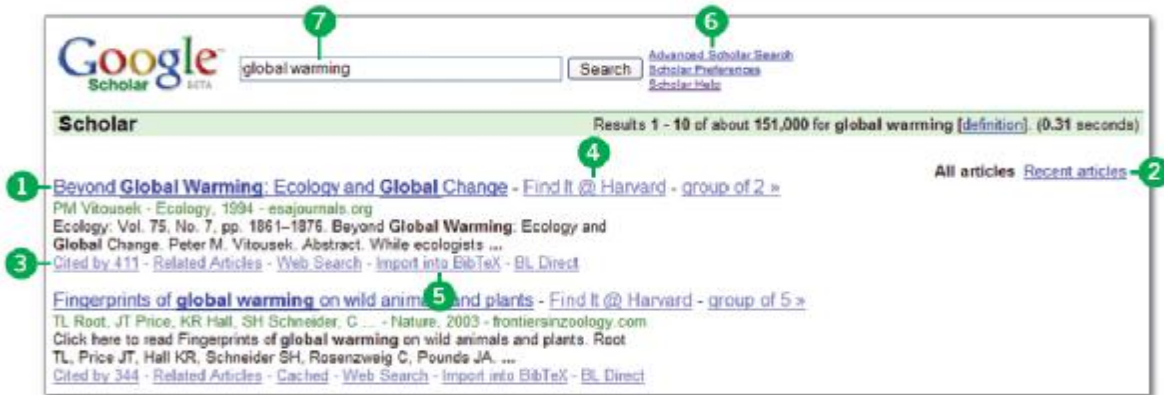 7
6
Google
Scholar BETA
global warming
Search
Advanced Scholar Search
Scholar Preferences
Scholar Help
Scholar
Results 1 - 10 of about 151,000 for global warming [definition]. (0.31 seconds)
4
All articles Recent articles
2
1
Beyond Global Warming: Ecology and Global Change - Find It @ Harvard - group of 2 »
PM Vitousek - Ecology, 1994 - esajournals.org
Ecology: Vol. 75, No. 7, pp. 1861–1876. Beyond Global Warming: Ecology and
Global Change. Peter M. Vitousek. Abstract. While ecologists ...
3
Cited by 411 - Related Articles - Web Search - Import into BibTeX - BL Direct
5
Fingerprints of global warming on wild and plants - Find It @ Harvard - group of 5 »
TL Root, JT Price, KR Hall, SH Schneider, C ... - Nature, 2003 - frontiersinzoology.com
Click here to read Fingerprints of global warming on wild animals and plants. Root
TL, Price JT, Hall KR, Schneider SH, Rosenzweig C, Pounds JA. ...
Cited by 344 - Related Articles - Cached - Web Search - Import into BibTeX - BL Direct